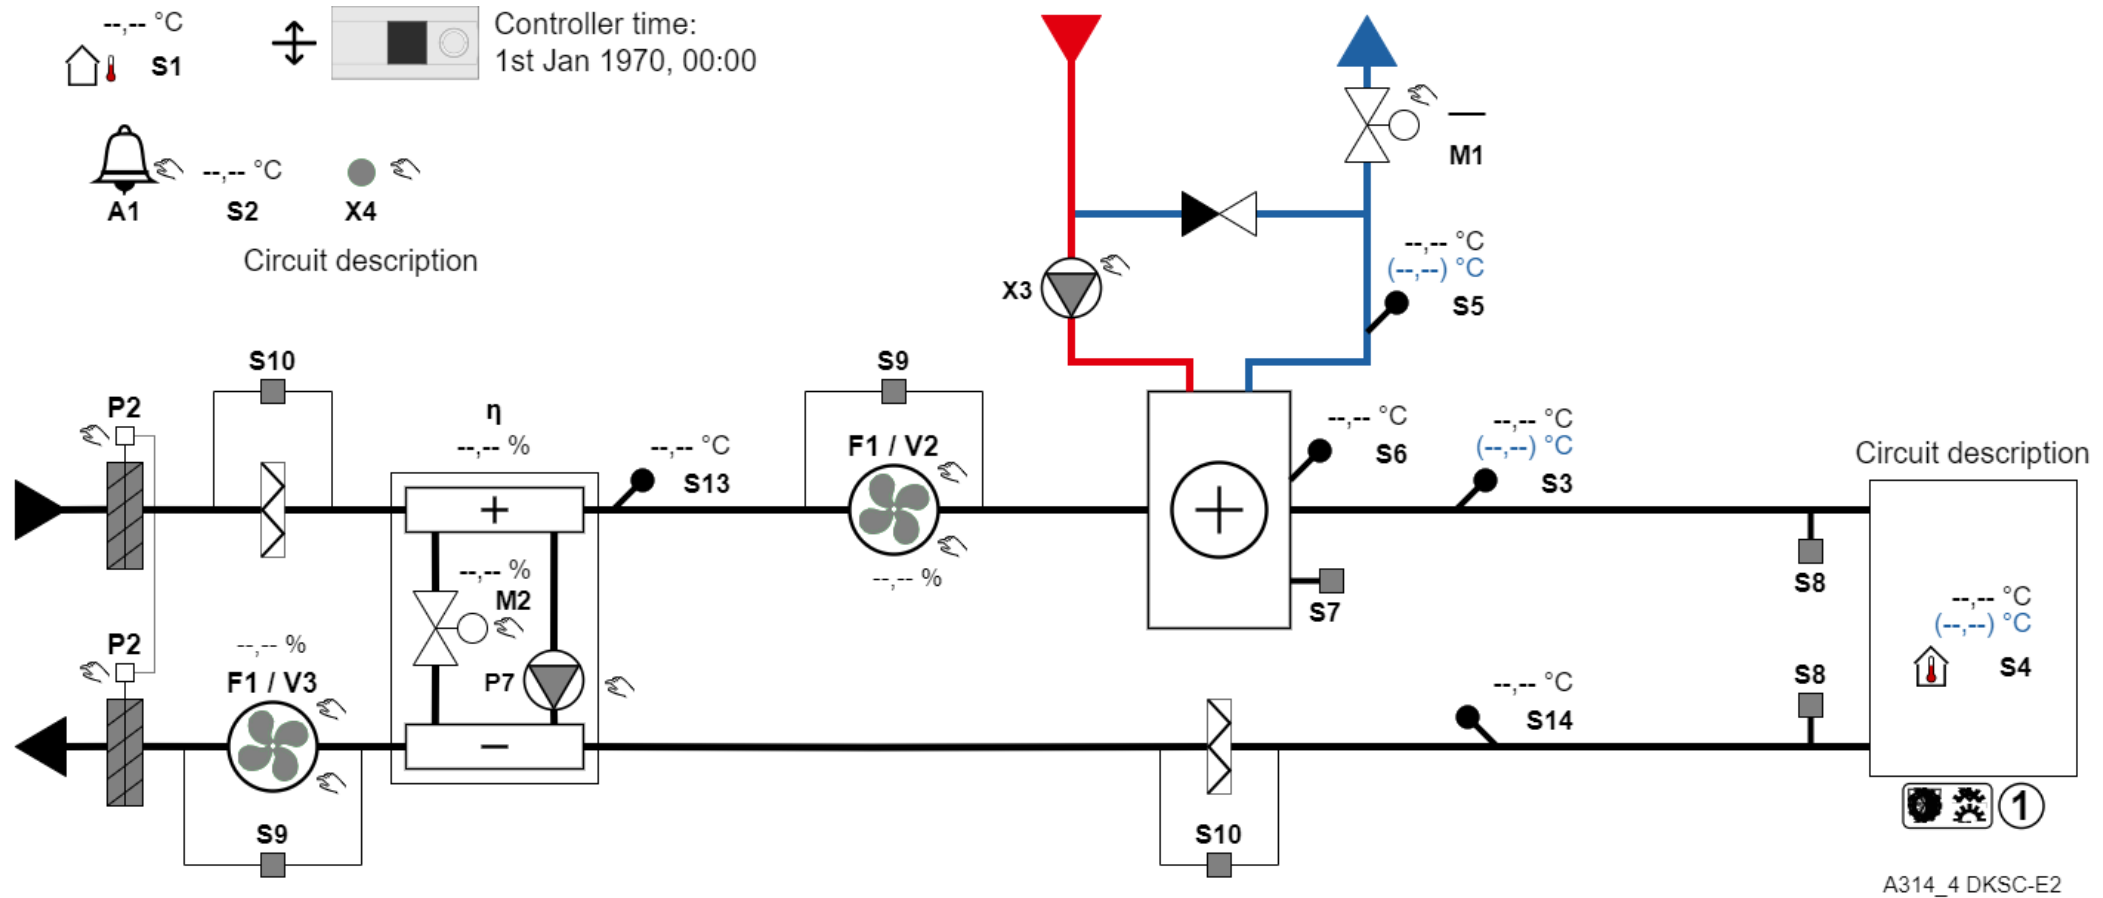 --,-- °C
S1
Controller time:
1st Jan 1970, 00:00
A1
--,-- °C
S2
X4
Circuit description
M1
X3
--,-- °C
(--,--) °C
S5
S10
S9
P2
η
--,-- %
--,-- °C
S13
F1 / V2
--,-- °C
S6
--,-- °C
(--,--) °C
S3
Circuit description
+
+
--,-- %
M2
--,-- %
S7
S8
--,-- °C
(--,--) °C
S4
P2
--,-- %
F1 / V3
P7
--,-- °C
S14
S8
−
S9
S10
1
A314_4 DKSC-E2